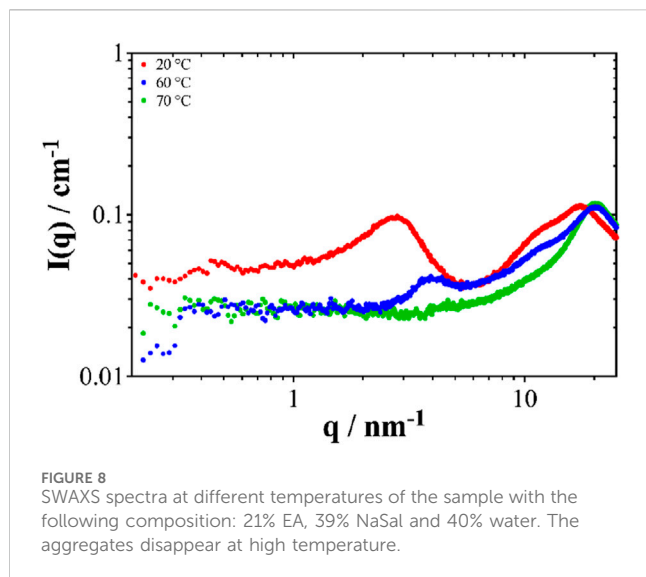 1
20 °C
60 °C
70 °C
0.1
0.01
I(q) / cm-1
1
10
q / nm-1
FIGURE 8
SWAXS spectra at different temperatures of the sample with the
following composition: 21% EA, 39% NaSal and 40% water. The
aggregates disappear at high temperature.